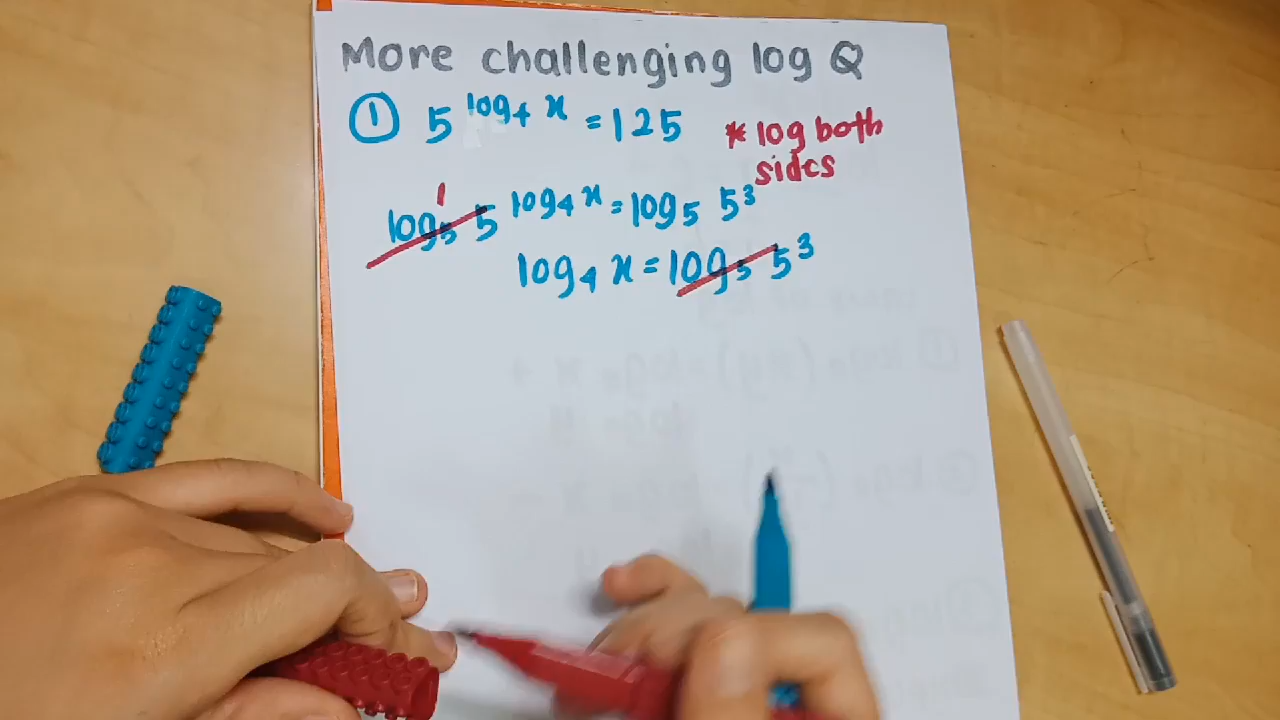 More challenging log Q
① 5^log₄ x = 125
* log both
sides
1
log₅ 5^log₄ x = log₅ 5³
log₄ x = log₅ 5³